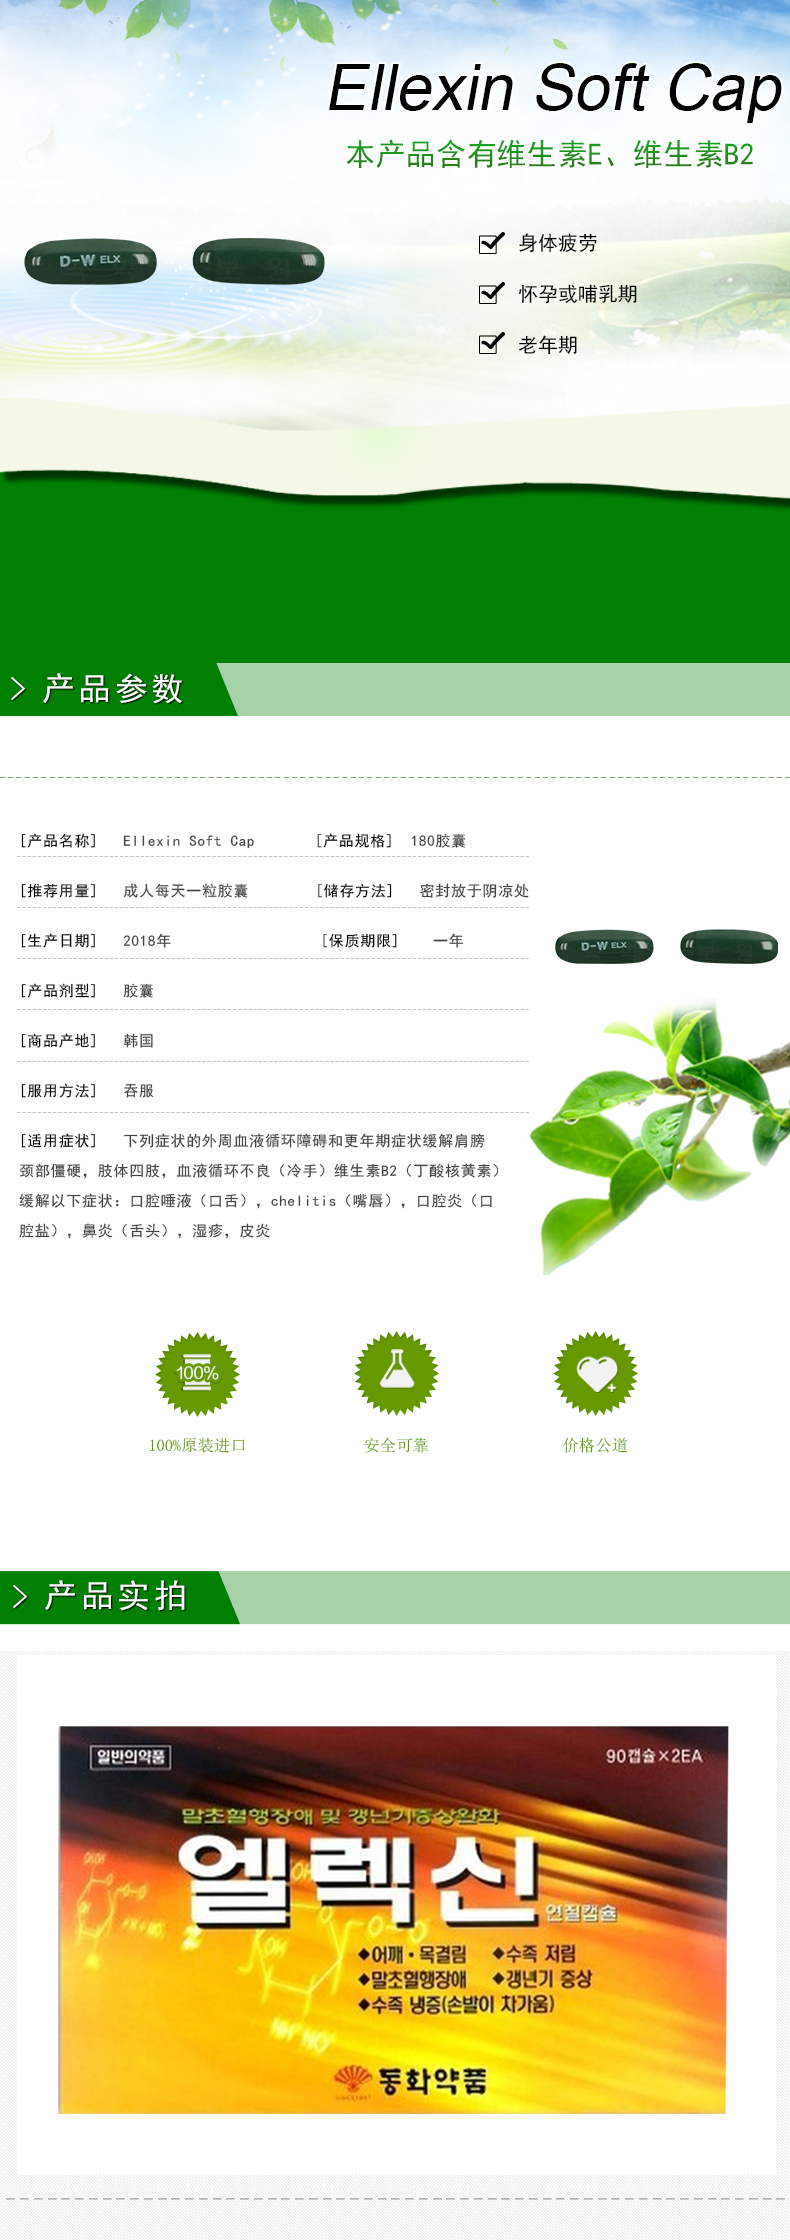 Ellexin Soft Cap
本产品含有维生素E、维生素B2
D-W ELX
身体疲劳
怀孕或哺乳期
老年期
产品参数
[产品名称] Ellexin Soft Cap [产品规格] 180胶囊
[推荐用量] 成人每天一粒胶囊 [储存方法] 密封放于阴凉处
[生产日期] 2018年 [保质期限] 一年
D-W ELX
[产品剂型] 胶囊
[商品产地] 韩国
[服用方法] 吞服
[适用症状] 下列症状的外周血液循环障碍和更年期症状缓解肩膀
颈部僵硬，肢体四肢，血液循环不良（冷手）维生素B2（丁酸核黄素）
缓解以下症状：口腔唾液（口舌），chelitis（嘴唇），口腔炎（口
腔盐），鼻炎（舌头），湿疹，皮炎
100%
100%原装进口 安全可靠 价格公道
产品实拍
일반의약품 90캡슐×2EA
말초혈행장애 및 갱년기증상완화
엘렉신
연질캡슐
◆어깨·목결림 ◆수족 저림
◆말초혈행장애 ◆갱년기 증상
◆수족 냉증(손발이 차가움)
동화약품